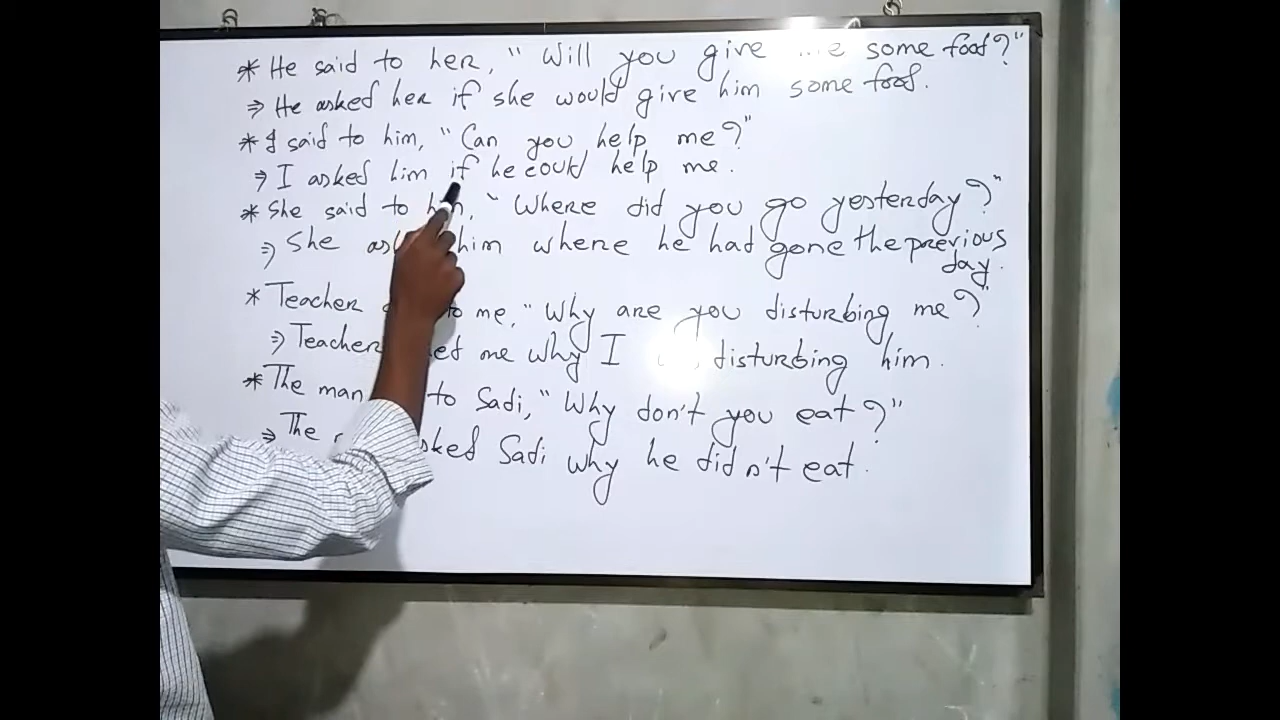 * He said to her, "Will you give some food?"
⇒ He asked her if she would give him some food.
* I said to him, "Can you help me?"
⇒ I asked him if he could help me.
* She said to "Where did you go yesterday?"
⇒ She him where he had gone the previous
day.
* Teacher to me, "Why are you disturbing me?"
⇒ Teacher me why I disturbing him.
* The man to Sadi, "Why don't you eat?"
⇒ The Sadi why he didn't eat.